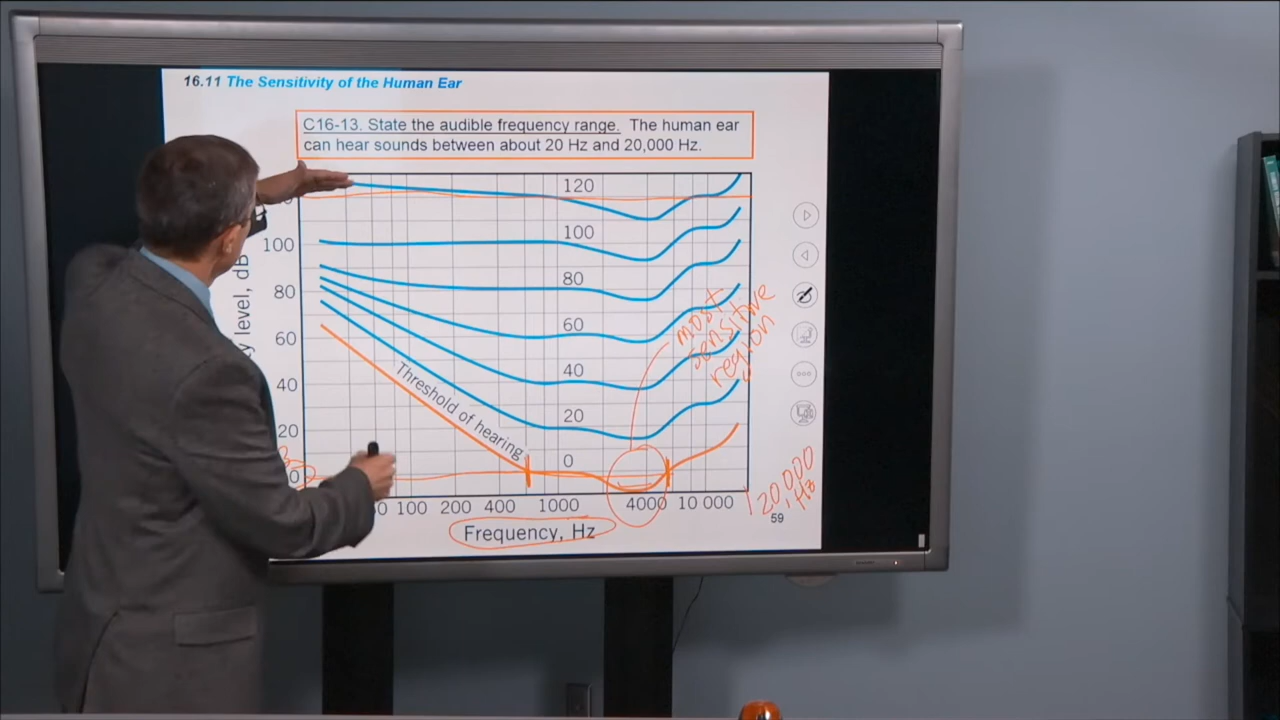 16.11 The Sensitivity of the Human Ear
C16-13. State the audible frequency range. The human ear
can hear sounds between about 20 Hz and 20,000 Hz.
120
100
100
80
80
60
60
40
40
20
20
0
0
dB
Threshold of hearing
most
sensitive
region
100
200
400
1000
4000
10 000
20,000
Hz
Frequency, Hz
59